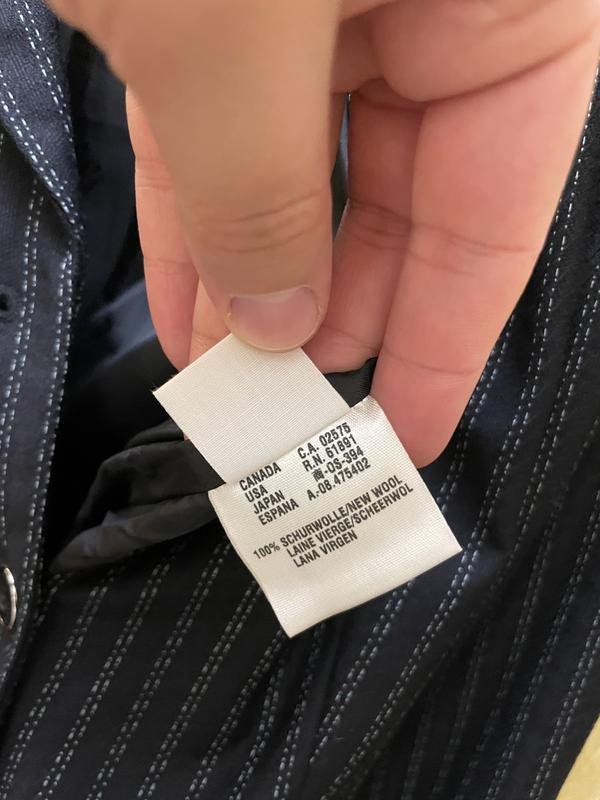 CANADA C.A. 02575
USA R.N. 61891
JAPAN 商-OS-394
ESPANA A.-08.475402
100% SCHURWOLLE/NEW WOOL
LAINE VIERGE/SCHEERWOL
LANA VIRGEN